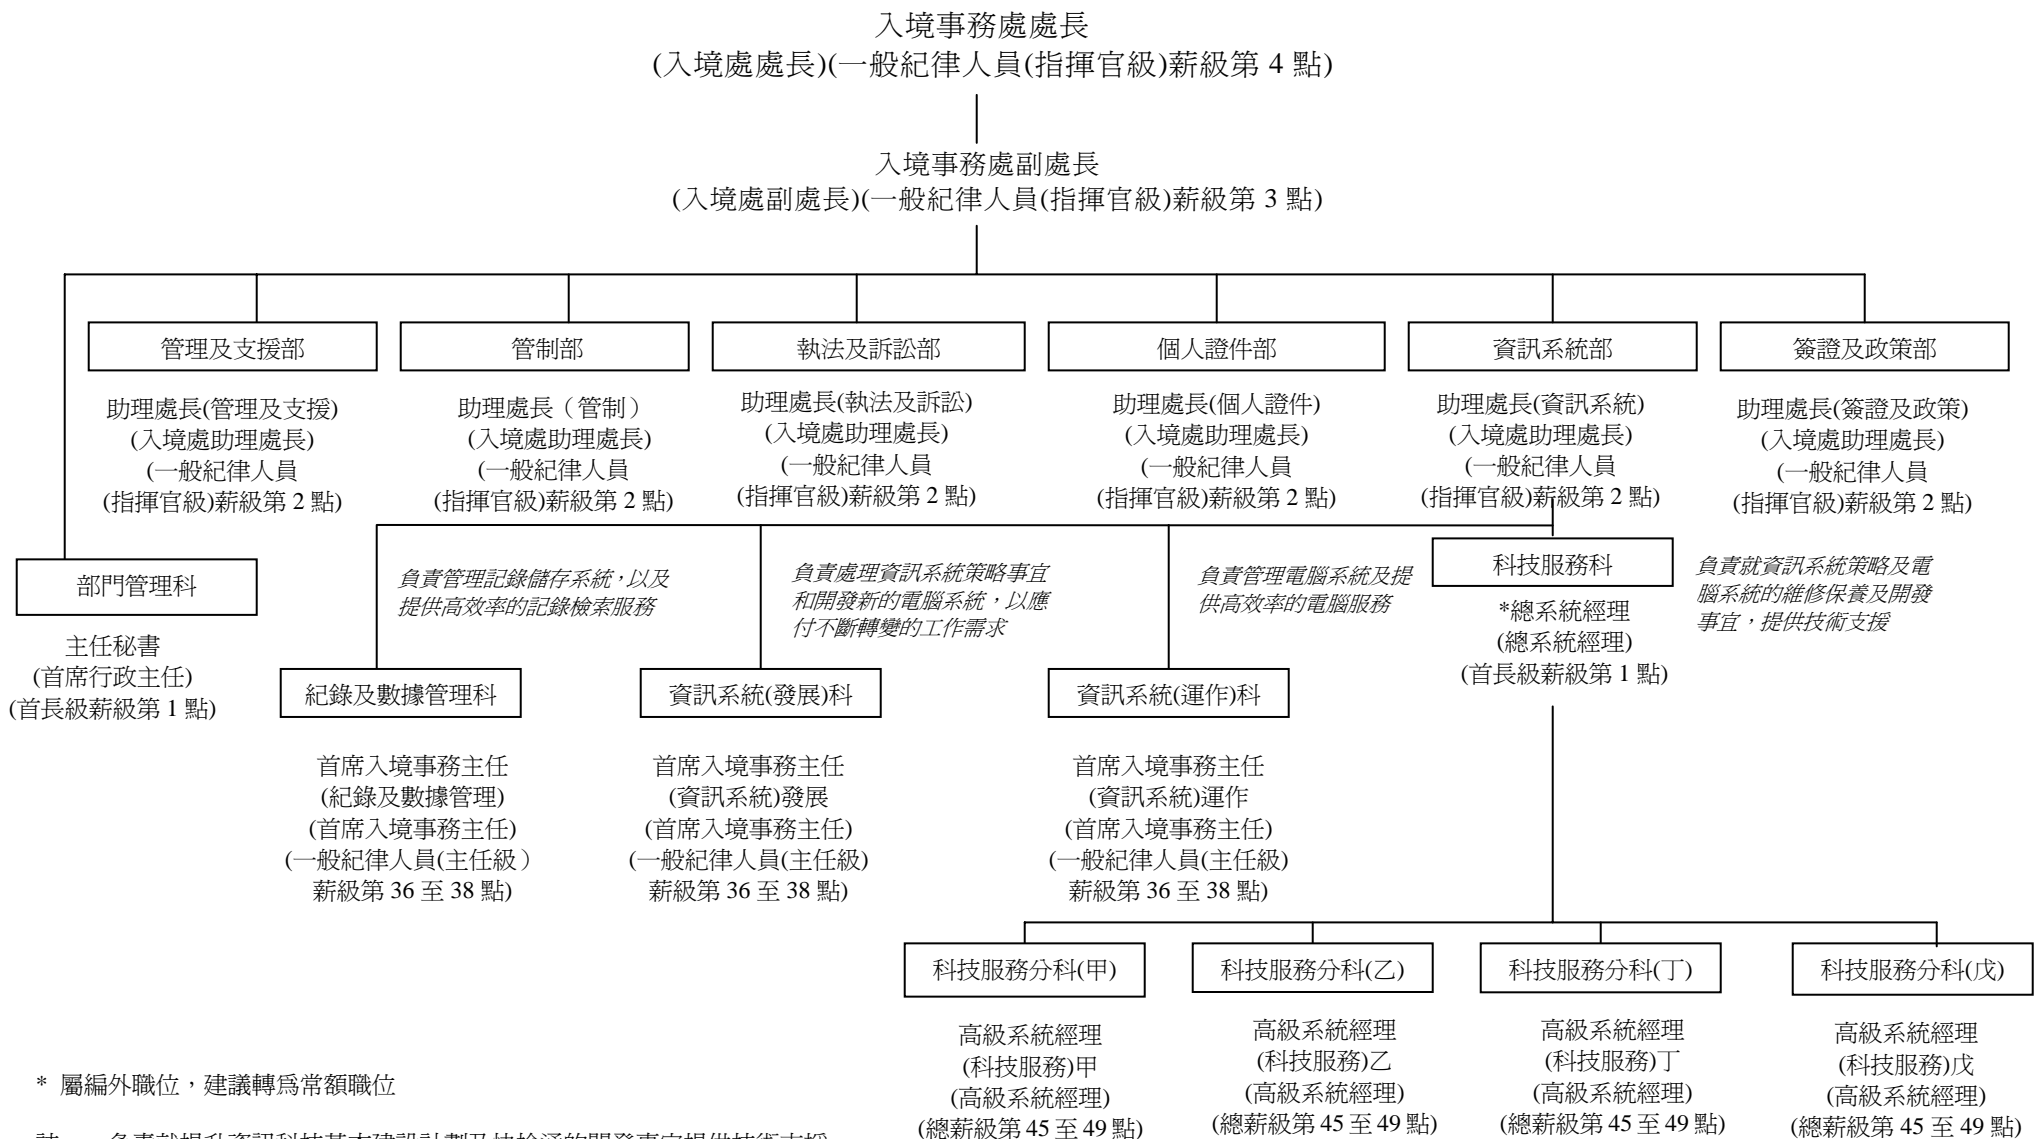 入境事務處處長
(入境處處長)(一般紀律人員(指揮官級)薪級第 4 點)
入境事務處副處長
(入境處副處長)(一般紀律人員(指揮官級)薪級第 3 點)
管理及支援部
助理處長(管理及支援)
(入境處助理處長)
(一般紀律人員
(指揮官級)薪級第 2 點)
管制部
助理處長（管制）
(入境處助理處長)
(一般紀律人員
(指揮官級)薪級第 2 點)
執法及訴訟部
助理處長(執法及訴訟)
(入境處助理處長)
(一般紀律人員
(指揮官級)薪級第 2 點)
個人證件部
助理處長(個人證件)
(入境處助理處長)
(一般紀律人員
(指揮官級)薪級第 2 點)
資訊系統部
助理處長(資訊系統)
(入境處助理處長)
(一般紀律人員
(指揮官級)薪級第 2 點)
簽證及政策部
助理處長(簽證及政策)
(入境處助理處長)
(一般紀律人員
(指揮官級)薪級第 2 點)
部門管理科
主任秘書
(首席行政主任)
(首長級薪級第 1 點)
負責管理記錄儲存系統，以及
提供高效率的記錄檢索服務
紀錄及數據管理科
首席入境事務主任
(紀錄及數據管理)
(首席入境事務主任)
(一般紀律人員(主任級）
薪級第 36 至 38 點)
負責處理資訊系統策略事宜
和開發新的電腦系統，以應
付不斷轉變的工作需求
資訊系統(發展)科
首席入境事務主任
(資訊系統)發展
(首席入境事務主任)
(一般紀律人員(主任級)
薪級第 36 至 38 點)
負責管理電腦系統及提
供高效率的電腦服務
資訊系統(運作)科
首席入境事務主任
(資訊系統)運作
(首席入境事務主任)
(一般紀律人員(主任級)
薪級第 36 至 38 點)
科技服務科
*總系統經理
(總系統經理)
(首長級薪級第 1 點)
負責就資訊系統策略及電
腦系統的維修保養及開發
事宜，提供技術支援
科技服務分科(甲)
高級系統經理
(科技服務)甲
(高級系統經理)
(總薪級第 45 至 49 點)
科技服務分科(乙)
高級系統經理
(科技服務)乙
(高級系統經理)
(總薪級第 45 至 49 點)
科技服務分科(丁)
高級系統經理
(科技服務)丁
(高級系統經理)
(總薪級第 45 至 49 點)
科技服務分科(戊)
高級系統經理
(科技服務)戊
(高級系統經理)
(總薪級第 45 至 49 點)
* 屬編外職位，建議轉爲常額職位